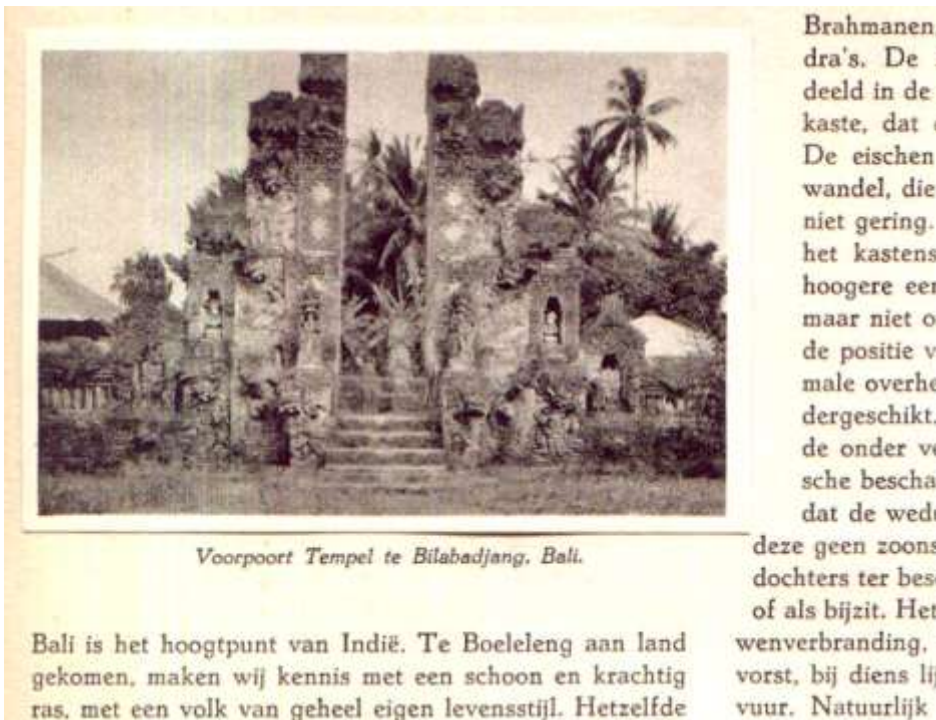 Voorpoort Tempel te Bilabadjang, Bali.
Bali is het hoogtpunt van Indië. Te Boeleleng aan land
gekomen, maken wij kennis met een schoon en krachtig
ras, met een volk van geheel eigen levensstijl. Hetzelfde
Brahmanen
dra's. De
deeld in de
kaste, dat
De eischen
wandel, die
niet gering.
het kastens
hoogere een
maar niet o
de positie v
male overhe
dergeschikt.
de onder ve
sche bescha
dat de wedu
deze geen zoons
dochters ter besc
of als bijzit. Het
wenverbranding,
vorst, bij diens lij
vuur. Natuurlijk